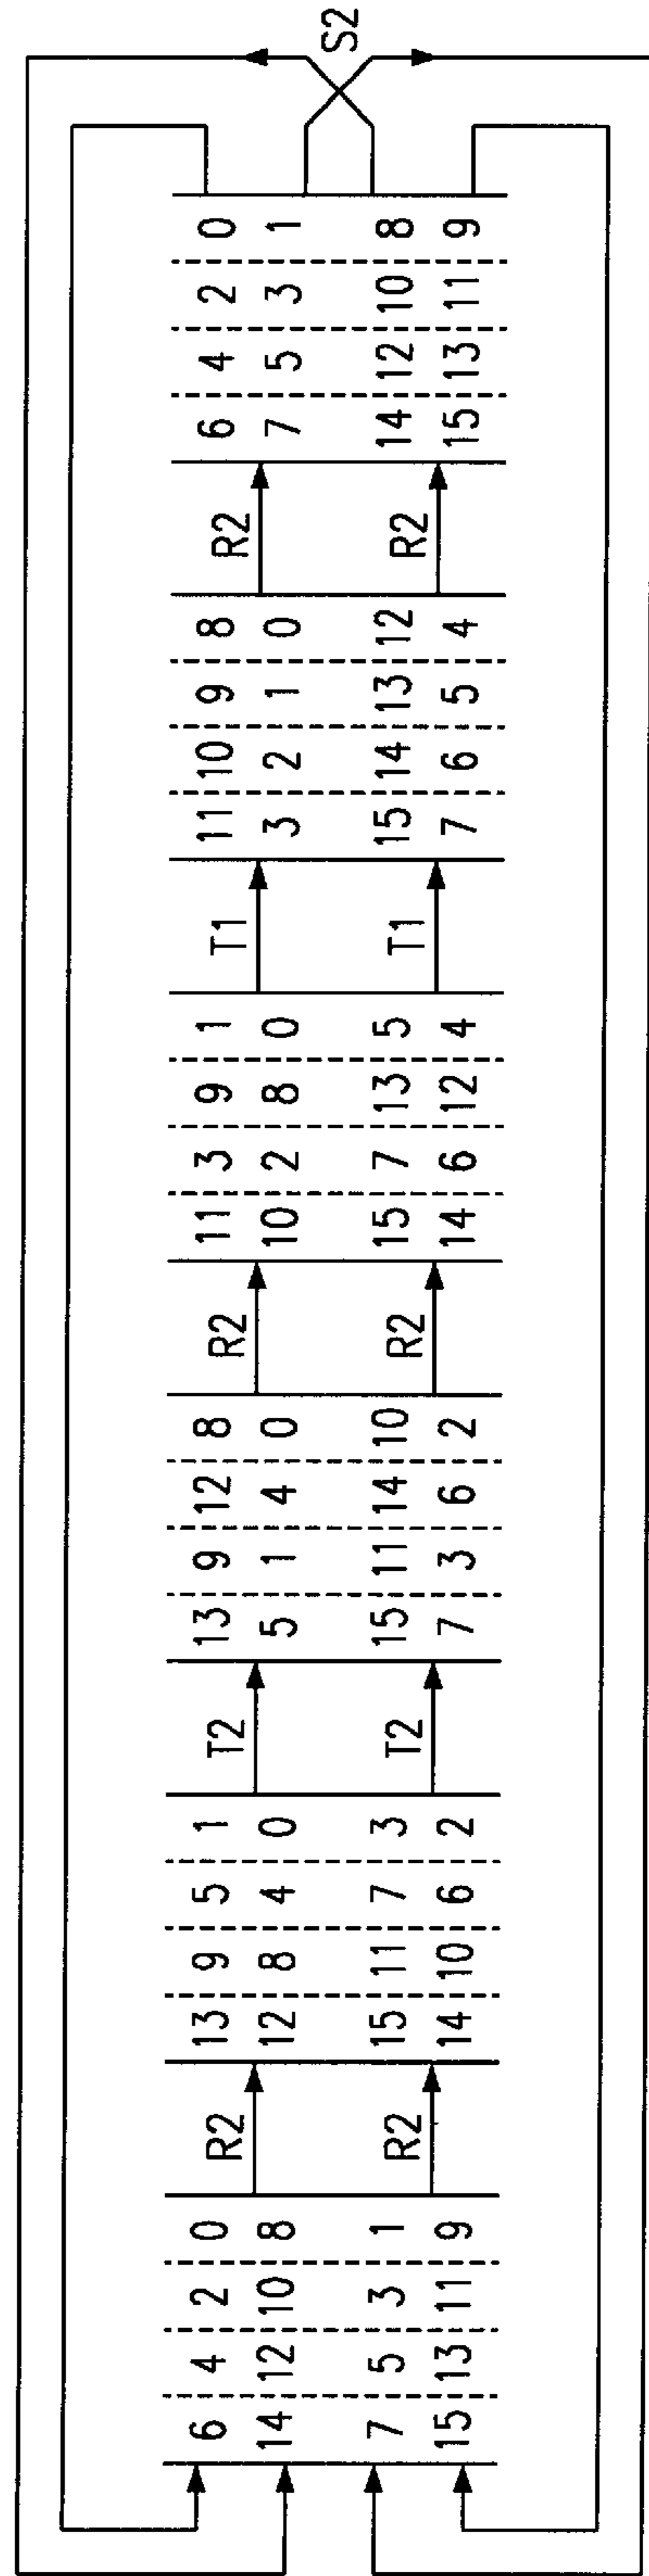 6 4 2 0 13 9 5 1 13 9 12 8 11 3 9 1 11 10 9 8 6 4 2 0
R2 T2 R2 T1 R2
14 12 10 8 12 8 4 0 5 1 4 0 10 2 8 0 3 2 1 0 7 5 3 1
S2
7 5 3 1 15 11 7 3 15 11 14 10 15 7 13 5 15 14 13 12 14 12 10 8
R2 T2 R2 T1 R2
15 13 11 9 14 10 6 2 7 3 6 2 14 6 12 4 7 6 5 4 15 13 11 9